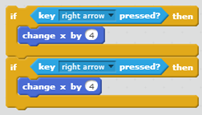 if key right arrow pressed? then
change x by 4
if key right arrow pressed? then
change x by 4